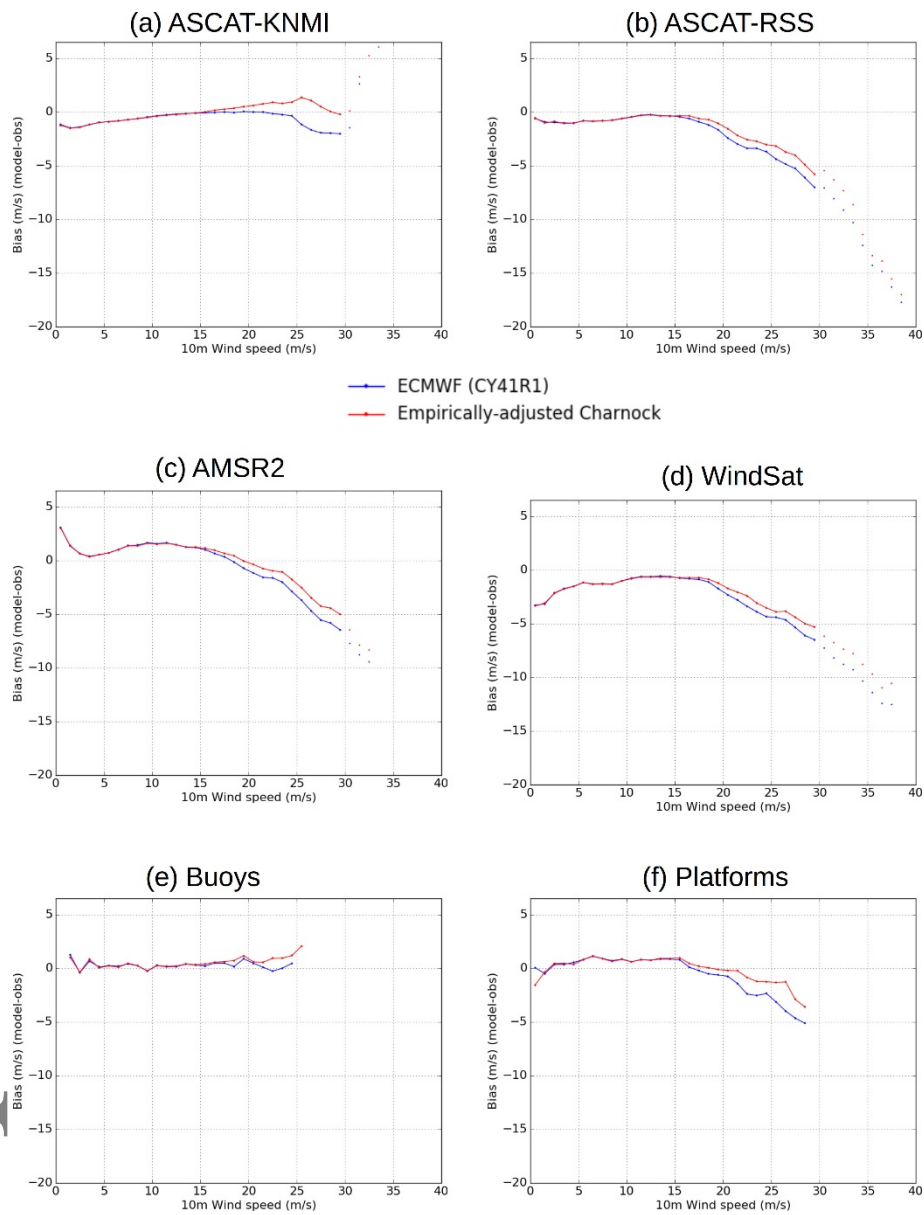 (a) ASCAT-KNMI
(b) ASCAT-RSS
5
0
−5
−10
−15
−20
Bias (m/s) (model-obs)
0 5 10 15 20 25 30 35 40
10m Wind speed (m/s)
5
0
−5
−10
−15
−20
Bias (m/s) (model-obs)
0 5 10 15 20 25 30 35 40
10m Wind speed (m/s)
ECMWF (CY41R1)
Empirically-adjusted Charnock
(c) AMSR2
(d) WindSat
5
0
−5
−10
−15
−20
Bias (m/s) (model-obs)
0 5 10 15 20 25 30 35 40
10m Wind speed (m/s)
5
0
−5
−10
−15
−20
Bias (m/s) (model-obs)
0 5 10 15 20 25 30 35 40
10m Wind speed (m/s)
(e) Buoys
(f) Platforms
5
0
−5
−10
−15
−20
Bias (m/s) (model-obs)
0 5 10 15 20 25 30 35 40
10m Wind speed (m/s)
5
0
−5
−10
−15
−20
Bias (m/s) (model-obs)
0 5 10 15 20 25 30 35 40
10m Wind speed (m/s)